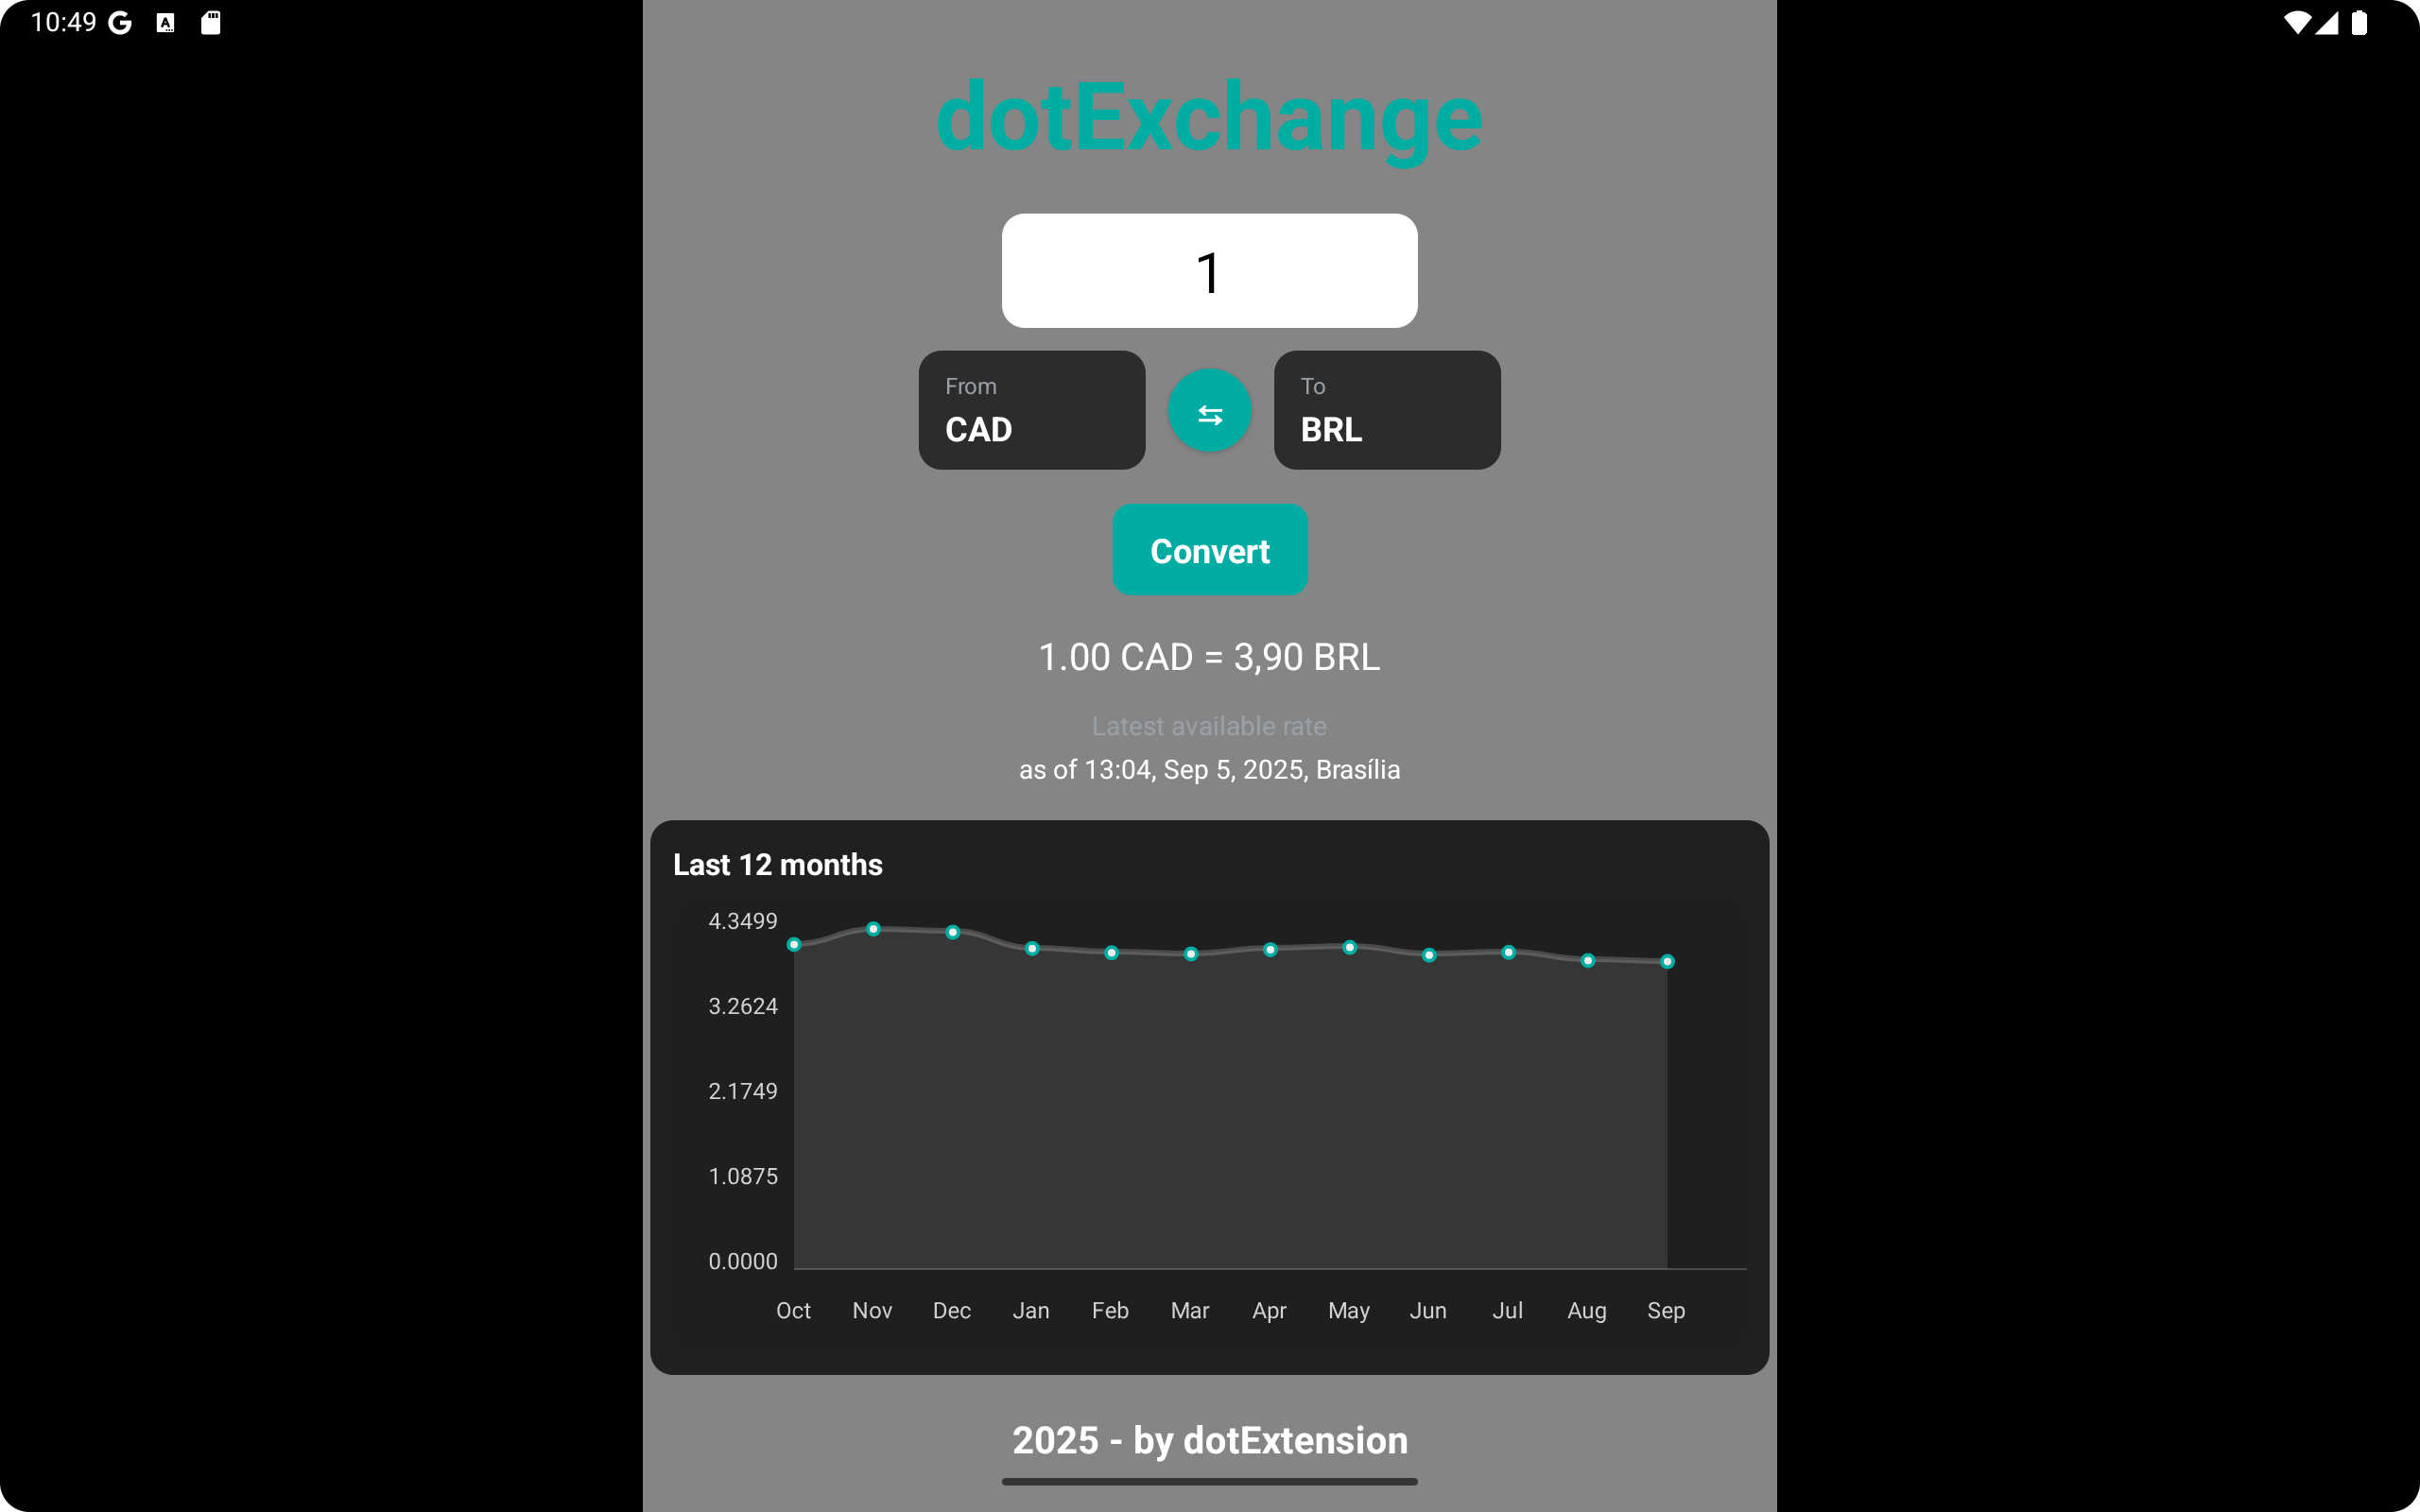 10:49
dotExchange
1
From
CAD
To
BRL
Convert
1.00 CAD = 3,90 BRL
Latest available rate
as of 13:04, Sep 5, 2025, Brasília
Last 12 months
4.3499
3.2624
2.1749
1.0875
0.0000
Oct Nov Dec Jan Feb Mar Apr May Jun Jul Aug Sep
2025 - by dotExtension